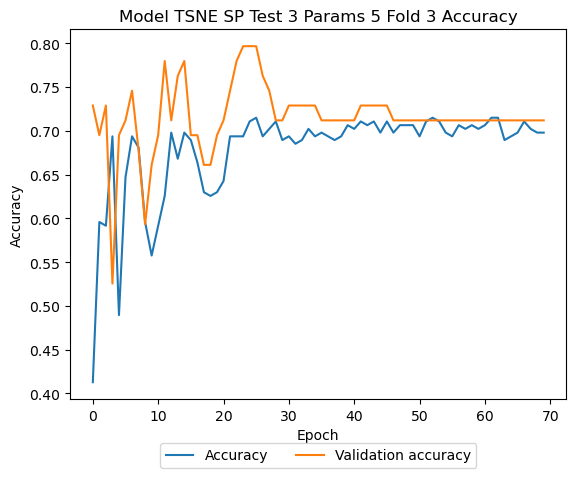 Model TSNE SP Test 3 Params 5 Fold 3 Accuracy
0.80
0.75
0.70
0.65
0.60
0.55
0.50
0.45
0.40
Accuracy
0 10 20 30 40 50 60 70
Epoch
Accuracy Validation accuracy